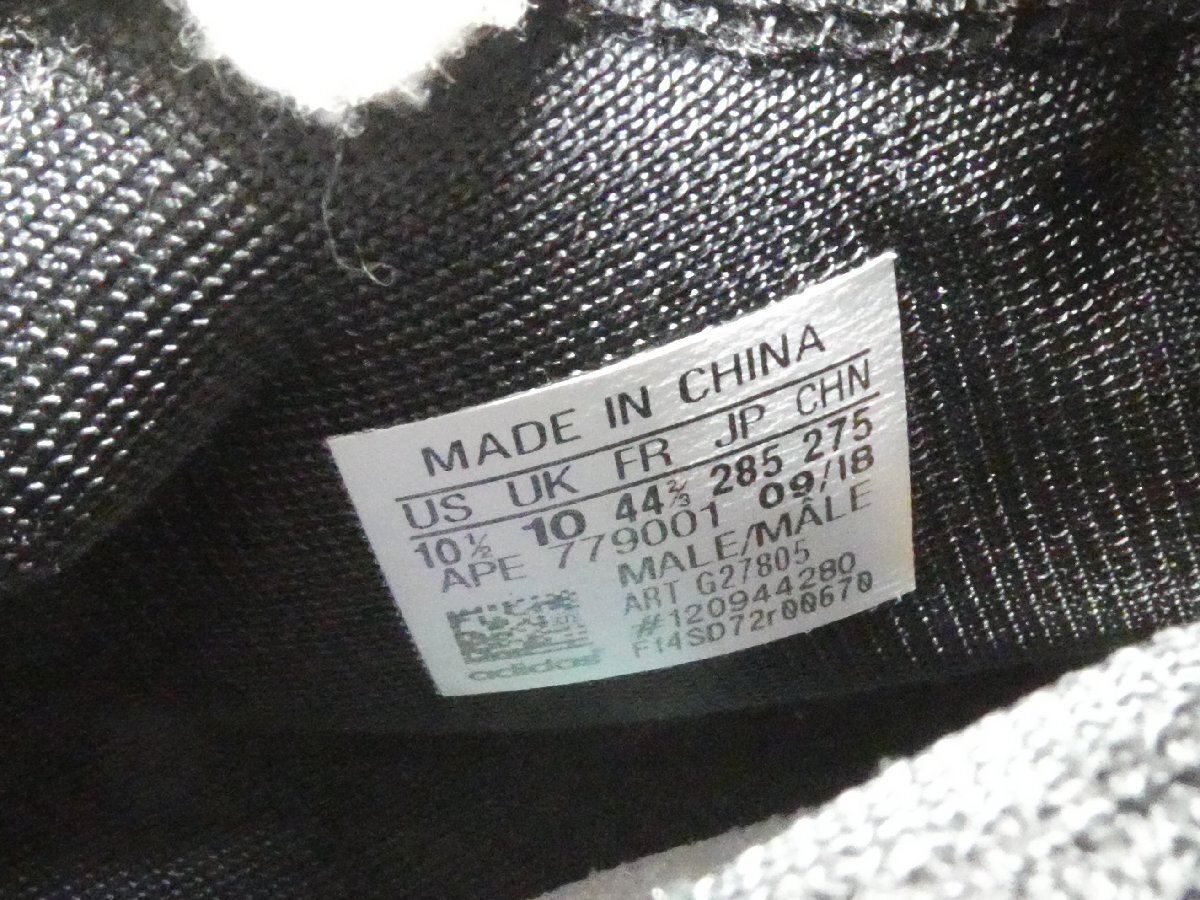 MADE IN CHINA
US UK FR JP CHN
10½ 10 44⅔ 285 275
APE 779001 09/18
MALE/MÂLE
ART G27805
#120944280
F14SD72r00670
adidas